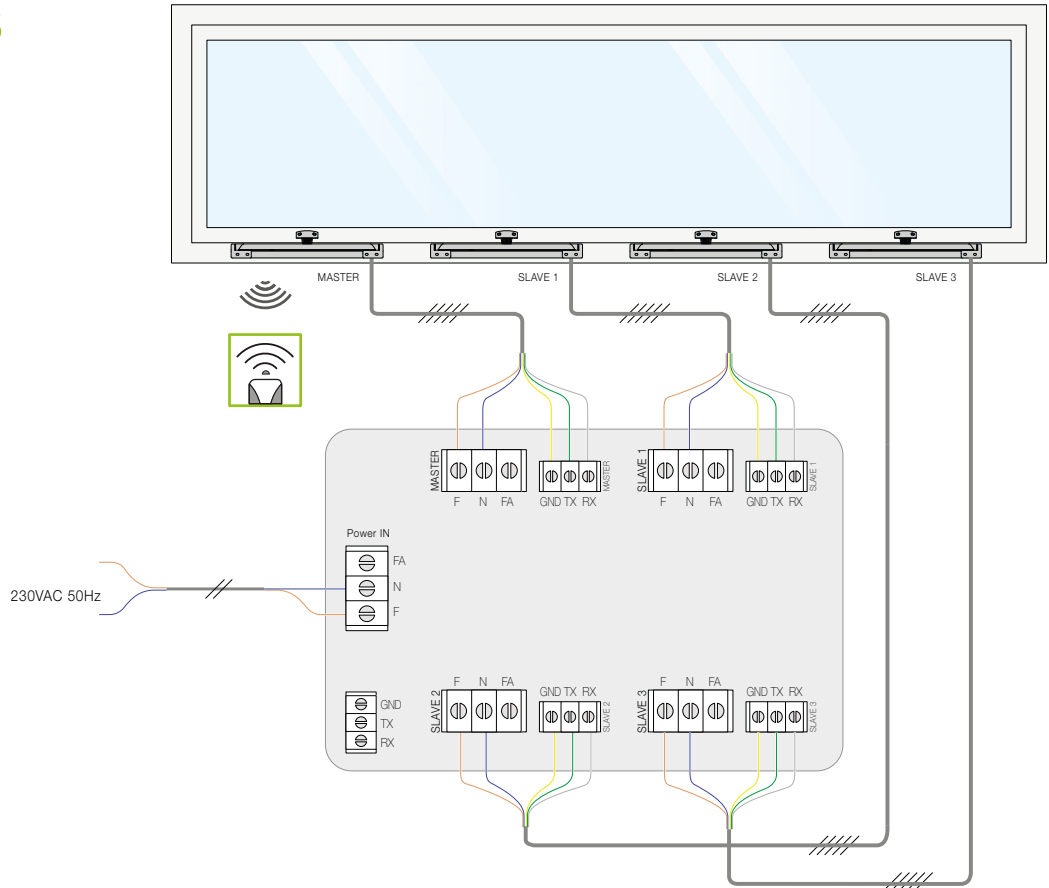 MASTER SLAVE 1 SLAVE 2 SLAVE 3
MASTER
F N FA
GND TX RX
MASTER
SLAVE 1
F N FA
GND TX RX
SLAVE 1
Power IN
FA
N
F
230VAC 50Hz
GND
TX
RX
SLAVE 2
F N FA
GND TX RX
SLAVE 2
SLAVE 3
F N FA
GND TX RX
SLAVE 3